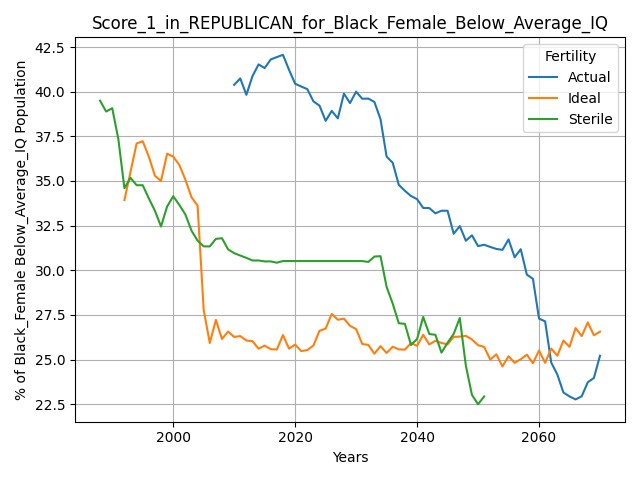 Score_1_in_REPUBLICAN_for_Black_Female_Below_Average_IQ
% of Black_Female Below_Average_IQ Population
42.5
40.0
37.5
35.0
32.5
30.0
27.5
25.0
22.5
Fertility
Actual
Ideal
Sterile
2000
2020
2040
2060
Years